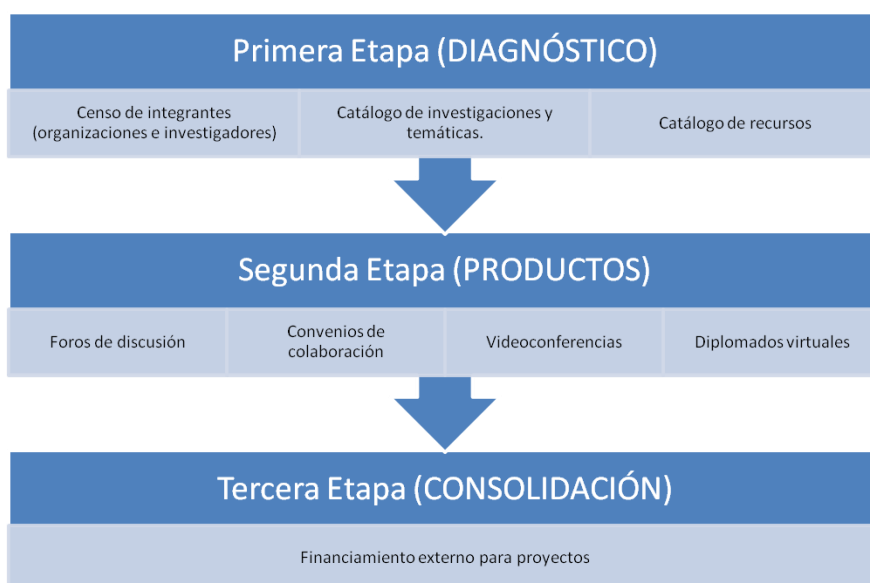 Primera Etapa (DIAGNÓSTICO)
Censo de integrantes
(organizaciones e investigadores)
Catálogo de investigaciones y
temáticas.
Catálogo de recursos
Segunda Etapa (PRODUCTOS)
Foros de discusión
Convenios de
colaboración
Videoconferencias
Diplomados virtuales
Tercera Etapa (CONSOLIDACIÓN)
Financiamiento externo para proyectos